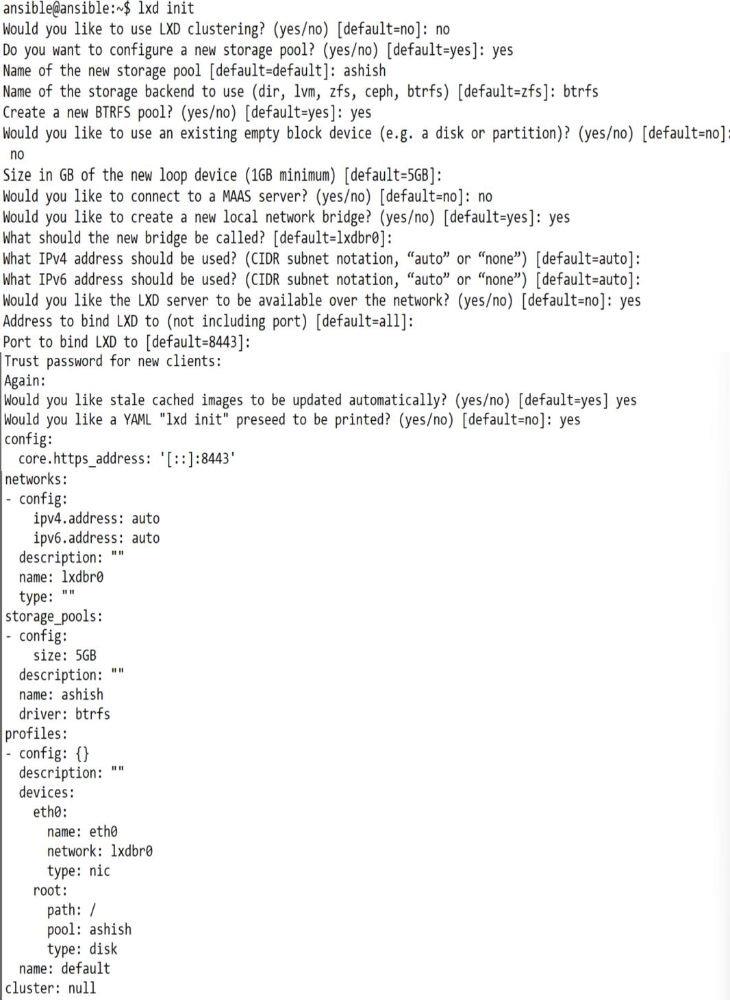 ansible@ansible:~$ lxd init
Would you like to use LXD clustering? (yes/no) [default=no]: no
Do you want to configure a new storage pool? (yes/no) [default=yes]: yes
Name of the new storage pool [default=default]: ashish
Name of the storage backend to use (dir, lvm, zfs, ceph, btrfs) [default=zfs]: btrfs
Create a new BTRFS pool? (yes/no) [default=yes]: yes
Would you like to use an existing empty block device (e.g. a disk or partition)? (yes/no) [default=no]:
 no
Size in GB of the new loop device (1GB minimum) [default=5GB]:
Would you like to connect to a MAAS server? (yes/no) [default=no]: no
Would you like to create a new local network bridge? (yes/no) [default=yes]: yes
What should the new bridge be called? [default=lxdbr0]:
What IPv4 address should be used? (CIDR subnet notation, “auto” or “none”) [default=auto]:
What IPv6 address should be used? (CIDR subnet notation, “auto” or “none”) [default=auto]:
Would you like the LXD server to be available over the network? (yes/no) [default=no]: yes
Address to bind LXD to (not including port) [default=all]:
Port to bind LXD to [default=8443]:
Trust password for new clients:
Again:
Would you like stale cached images to be updated automatically? (yes/no) [default=yes] yes
Would you like a YAML "lxd init" preseed to be printed? (yes/no) [default=no]: yes
config:
  core.https_address: '[::]:8443'
networks:
- config:
    ipv4.address: auto
    ipv6.address: auto
  description: ""
  name: lxdbr0
  type: ""
storage_pools:
- config:
    size: 5GB
  description: ""
  name: ashish
  driver: btrfs
profiles:
- config: {}
  description: ""
  devices:
    eth0:
      name: eth0
      network: lxdbr0
      type: nic
    root:
      path: /
      pool: ashish
      type: disk
  name: default
cluster: null